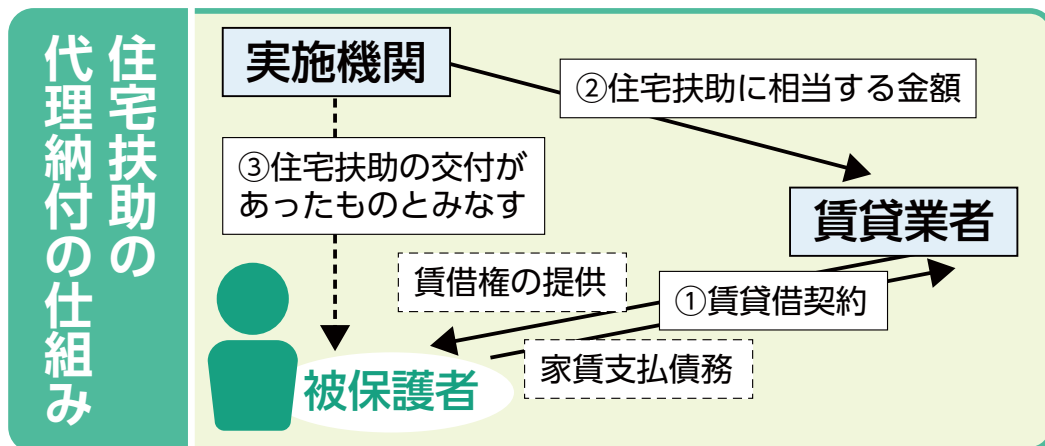 住宅扶助の
代理納付の仕組み
実施機関
②住宅扶助に相当する金額
③住宅扶助の交付が
あったものとみなす
賃貸業者
賃借権の提供
①賃貸借契約
家賃支払債務
被保護者